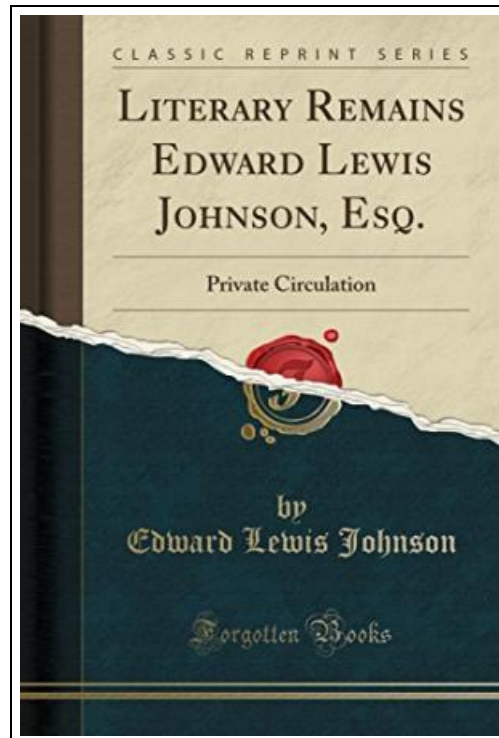 CLASSIC REPRINT SERIES
LITERARY REMAINS
EDWARD LEWIS
JOHNSON, ESQ.
Private Circulation
by
Edward Lewis Johnson
Forgotten Books